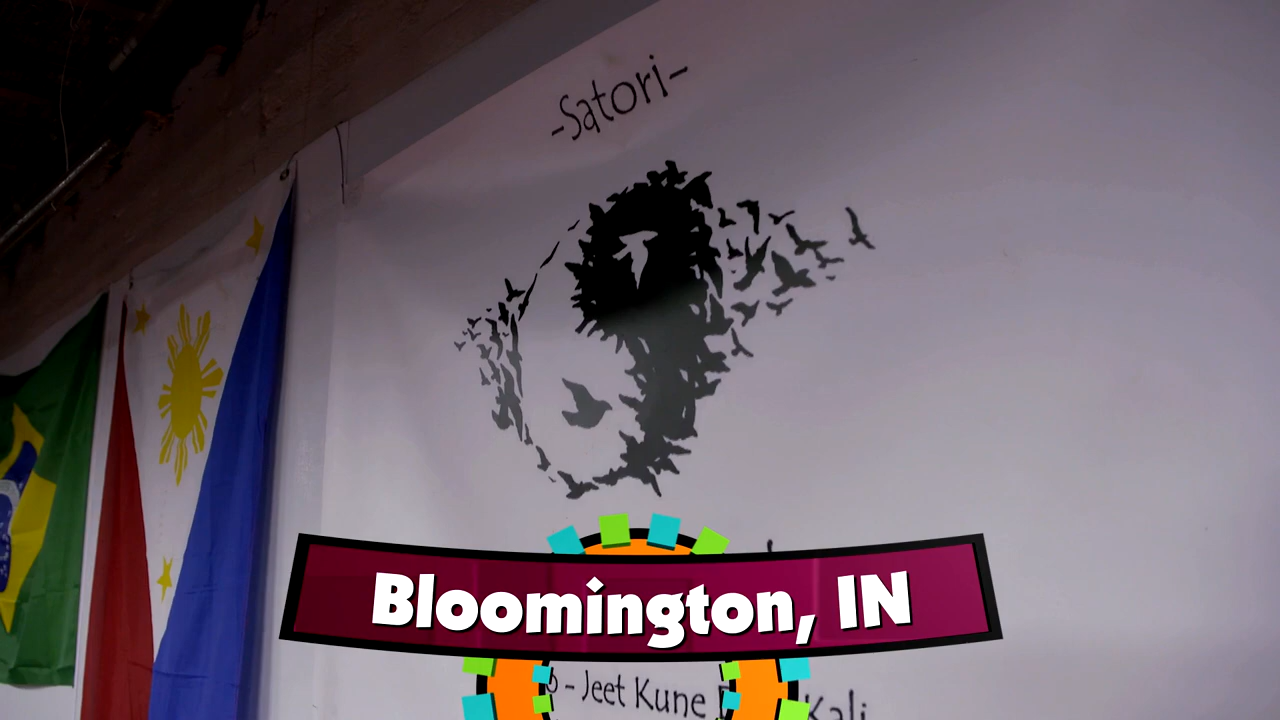 -Satori-
Bloomington, IN
- Jeet Kune
Kali